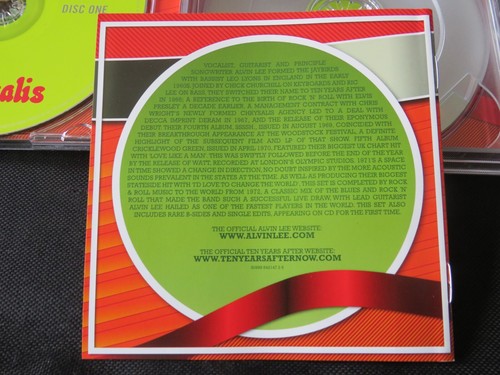 DISC ONE
alis
VOCALIST, GUITARIST AND PRINCIPLE
SONGWRITER ALVIN LEE FORMED THE JAYBIRDS
WITH BASSIST LEO LYONS IN ENGLAND IN THE EARLY
1960S. JOINED BY CHICK CHURCHILL ON KEYBOARDS AND RIC
LEE ON BASS, THEY SWITCHED THEIR NAME TO TEN YEARS AFTER
IN 1966; A REFERENCE TO THE BIRTH OF ROCK 'N' ROLL WITH ELVIS
PRESLEY A DECADE EARLIER. A MANAGEMENT CONTRACT WITH CHRIS
WRIGHT'S NEWLY FORMED CHRYSALIS AGENCY LED TO A DEAL WITH
DECCA IMPRINT DERAM IN 1967, AND THE RELEASE OF THEIR EPONYMOUS
DEBUT. THEIR FOURTH ALBUM, SSSSH, ISSUED IN AUGUST 1969, COINCIDED WITH
THEIR BREAKTHROUGH APPEARANCE AT THE WOODSTOCK FESTIVAL, A DEFINITE
HIGHLIGHT OF THE SUBSEQUENT FILM AND LP OF THAT SHOW. FIFTH ALBUM,
CRICKLEWOOD GREEN, ISSUED IN APRIL 1970, FEATURED THEIR BIGGEST UK CHART HIT
WITH 'LOVE LIKE A MAN'. THIS WAS SWIFTLY FOLLOWED BEFORE THE END OF THE YEAR
BY THE RELEASE OF WATT. RECORDED AT LONDON'S OLYMPIC STUDIOS, 1971'S A SPACE
IN TIME SHOWED A CHANGE IN DIRECTION, NO DOUBT INSPIRED BY THE MORE ACOUSTIC
SOUNDS PREVALENT IN THE STATES AT THE TIME, AS WELL AS PRODUCING THEIR BIGGEST
STATESIDE HIT WITH 'I'D LOVE TO CHANGE THE WORLD'. THIS SET IS COMPLETED BY ROCK
& ROLL MUSIC TO THE WORLD FROM 1972, A CLASSIC MIX OF THE BLUES AND ROCK 'N'
ROLL THAT MADE THE BAND SUCH A SUCCESSFUL LIVE DRAW, WITH LEAD GUITARIST
ALVIN LEE HAILED AS ONE OF THE FASTEST PLAYERS IN THE WORLD. THIS SET ALSO
INCLUDES RARE B-SIDES AND SINGLE EDITS, APPEARING ON CD FOR THE FIRST TIME.
THE OFFICIAL ALVIN LEE WEBSITE:
WWW.ALVINLEE.COM
THE OFFICIAL TEN YEARS AFTER WEBSITE:
WWW.TENYEARSAFTERNOW.COM